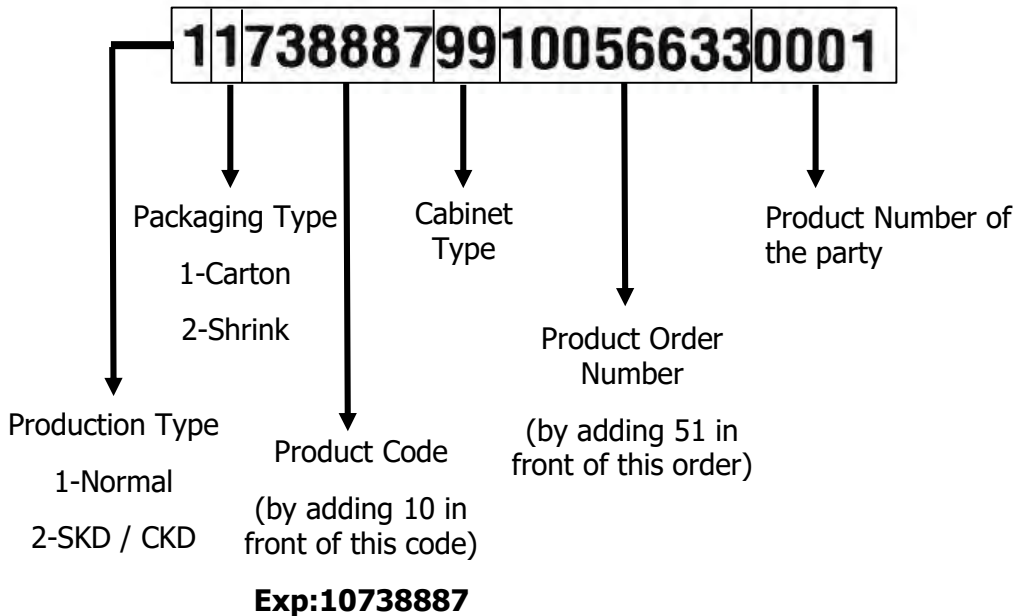 1173888799100566330001
Packaging Type
1-Carton
2-Shrink
Cabinet
Type
Product Number of
the party
Product Order
Number
(by adding 51 in
front of this order)
Production Type
1-Normal
2-SKD / CKD
Product Code
(by adding 10 in
front of this code)
Exp:10738887